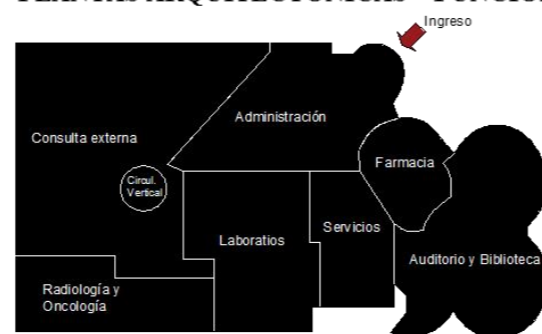 Ingreso
Administración
Consulta externa
Farmacia
Circul.
Vertical
Servicios
Laboratios
Auditorio y Biblioteca
Radiología y
Oncología